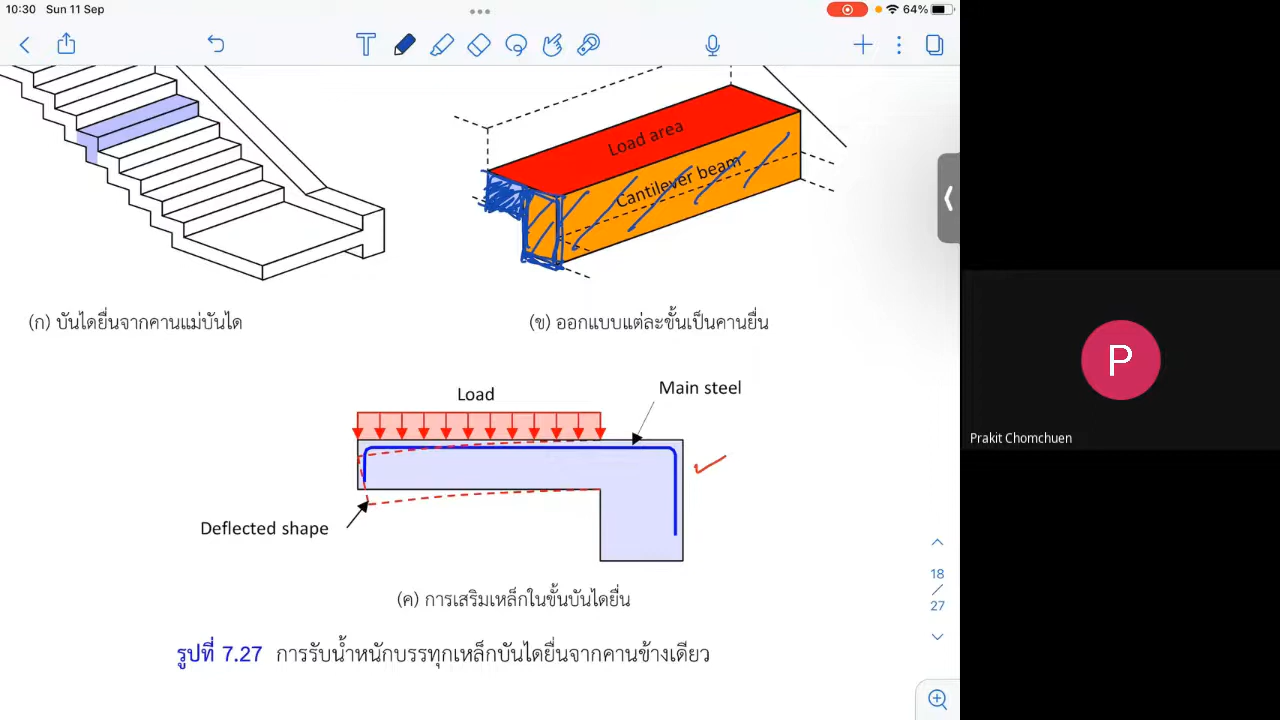 10:30 Sun 11 Sep
64%
Load area
Cantilever beam
(ก) บันไดยื่นจากคานแม่บันได
(ข) ออกแบบแต่ละขั้นเป็นคานยื่น
Load
Main steel
Deflected shape
(ค) การเสริมเหล็กในขั้นบันไดยื่น
รูปที่ 7.27 การรับน้ำหนักบรรทุกเหล็กบันไดยื่นจากคานข้างเดียว
18
/
27
P
Prakit Chomchuen